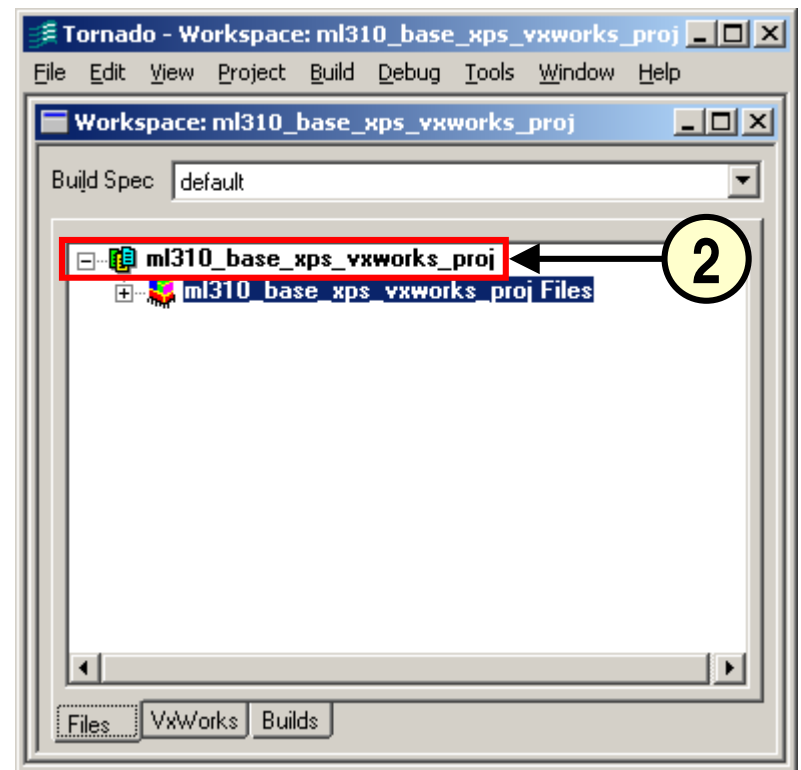 Tornado - Workspace: ml310_base_xps_vxworks_proj
File Edit View Project Build Debug Tools Window Help
Workspace: ml310_base_xps_vxworks_proj
Build Spec default
ml310_base_xps_vxworks_proj
2
ml310_base_xps_vxworks_proj Files
Files VxWorks Builds